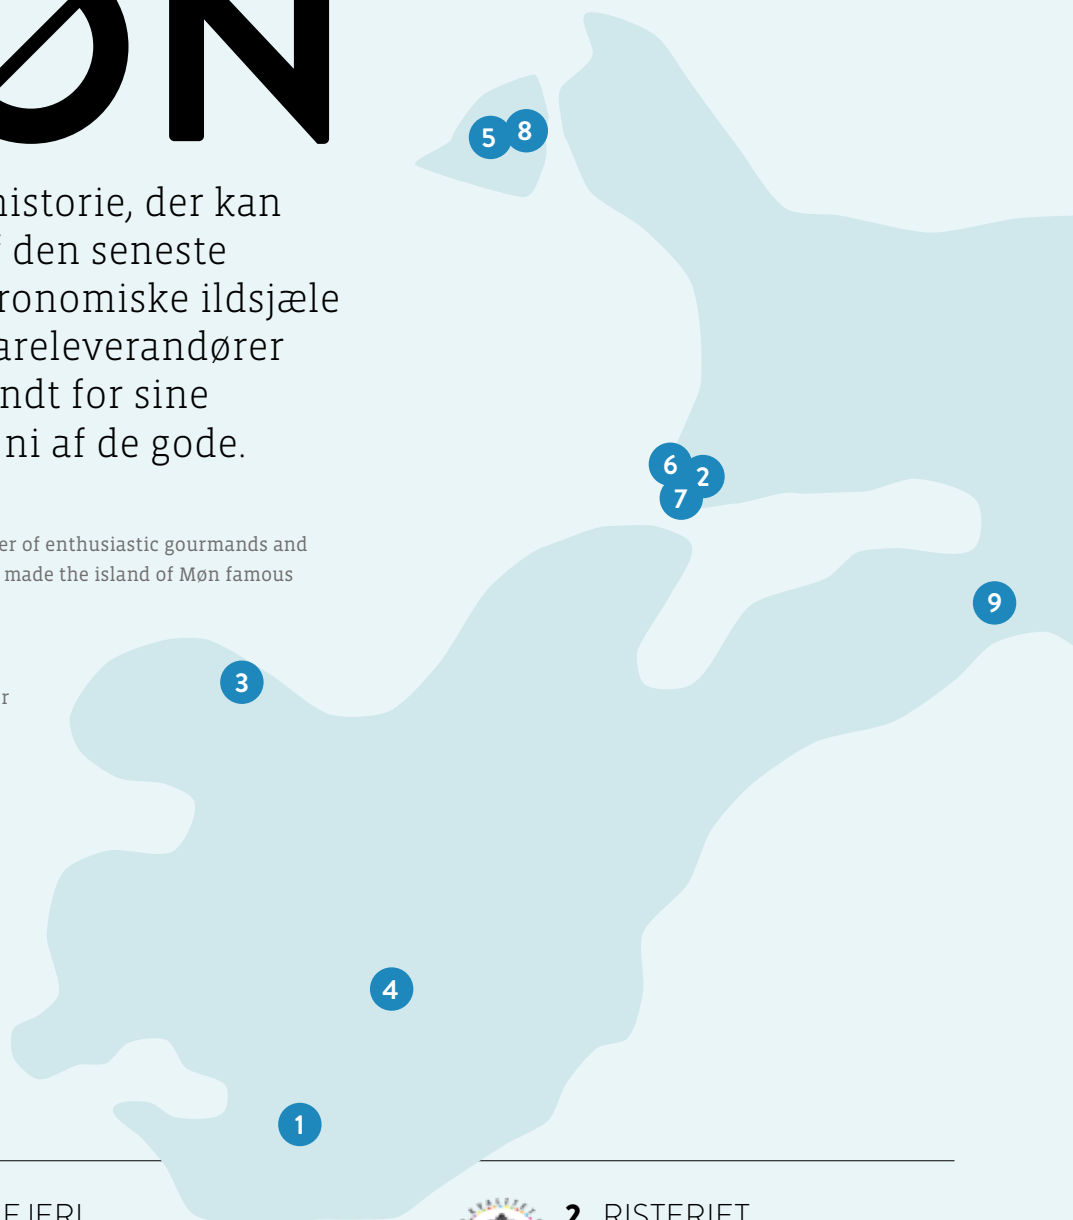 ØN
historie, der kan
den seneste
ronomiske ildsjæle
areleverandører
ndt for sine
ni af de gode.
er of enthusiastic gourmands and
made the island of Møn famous
r
5
8
6
2
7
9
3
4
1
EJERI
KVALITET
2 RISTERIET